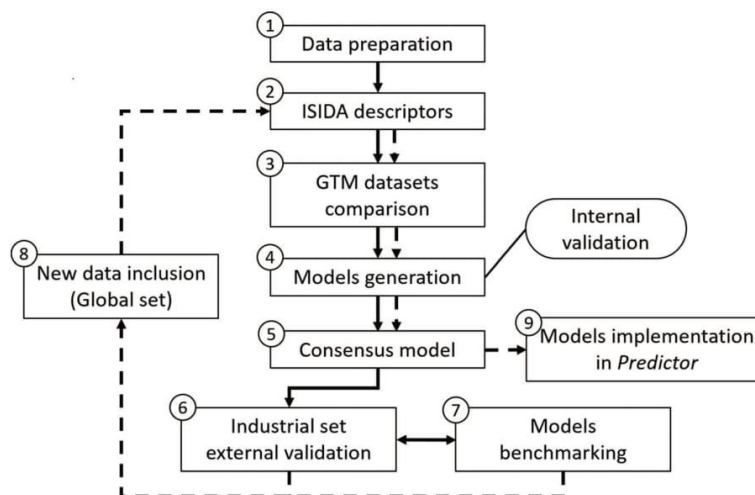 1
Data preparation
2
ISIDA descriptors
3
GTM datasets
comparison
Internal
validation
4
Models generation
8
New data inclusion
(Global set)
5
Consensus model
9
Models implementation
in Predictor
6
Industrial set
external validation
7
Models
benchmarking